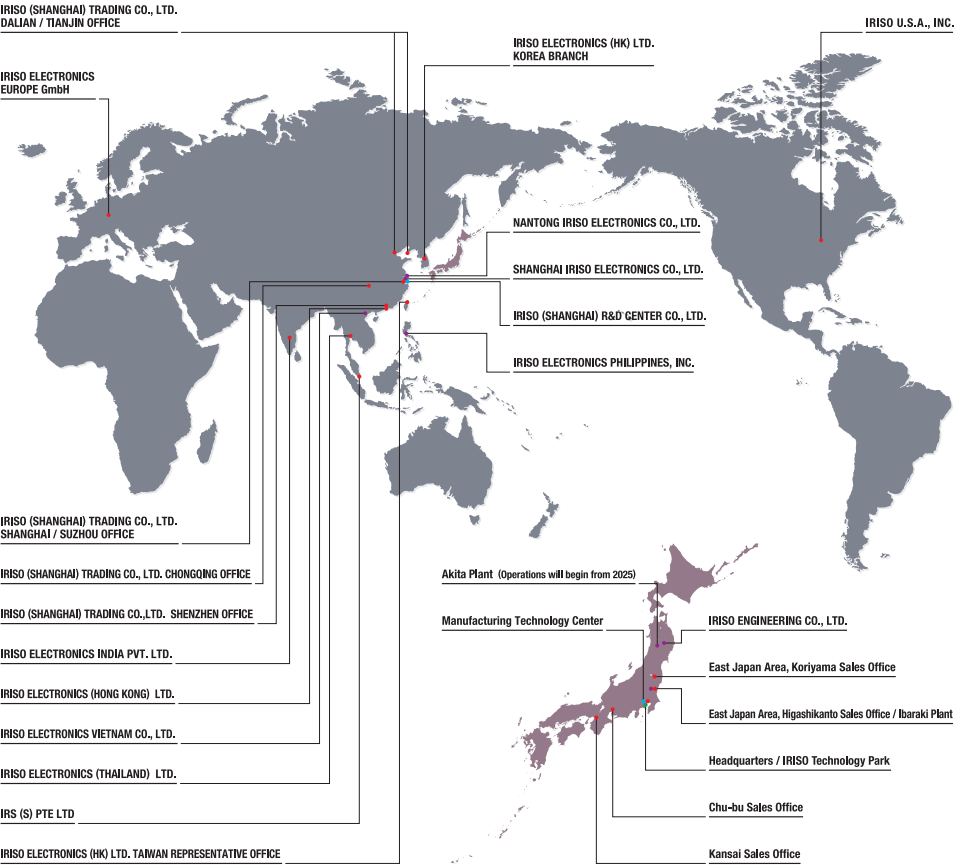 IRISO (SHANGHAI) TRADING CO., LTD.
DALIAN / TIANJIN OFFICE
IRISO U.S.A., INC.
IRISO ELECTRONICS (HK) LTD.
KOREA BRANCH
IRISO ELECTRONICS
EUROPE GmbH
NANTONG IRISO ELECTRONICS CO., LTD.
SHANGHAI IRISO ELECTRONICS CO., LTD.
IRISO (SHANGHAI) R&D CENTER CO., LTD.
IRISO ELECTRONICS PHILIPPINES, INC.
IRISO (SHANGHAI) TRADING CO., LTD.
SHANGHAI / SUZHOU OFFICE
IRISO (SHANGHAI) TRADING CO., LTD. CHONGQING OFFICE
IRISO (SHANGHAI) TRADING CO.,LTD. SHENZHEN OFFICE
IRISO ELECTRONICS INDIA PVT. LTD.
IRISO ELECTRONICS (HONG KONG) LTD.
IRISO ELECTRONICS VIETNAM CO., LTD.
IRISO ELECTRONICS (THAILAND) LTD.
IRS (S) PTE LTD
IRISO ELECTRONICS (HK) LTD. TAIWAN REPRESENTATIVE OFFICE
Akita Plant (Operations will begin from 2025)
Manufacturing Technology Center
IRISO ENGINEERING CO., LTD.
East Japan Area, Koriyama Sales Office
East Japan Area, Higashikanto Sales Office / Ibaraki Plant
Headquarters / IRISO Technology Park
Chu-bu Sales Office
Kansai Sales Office